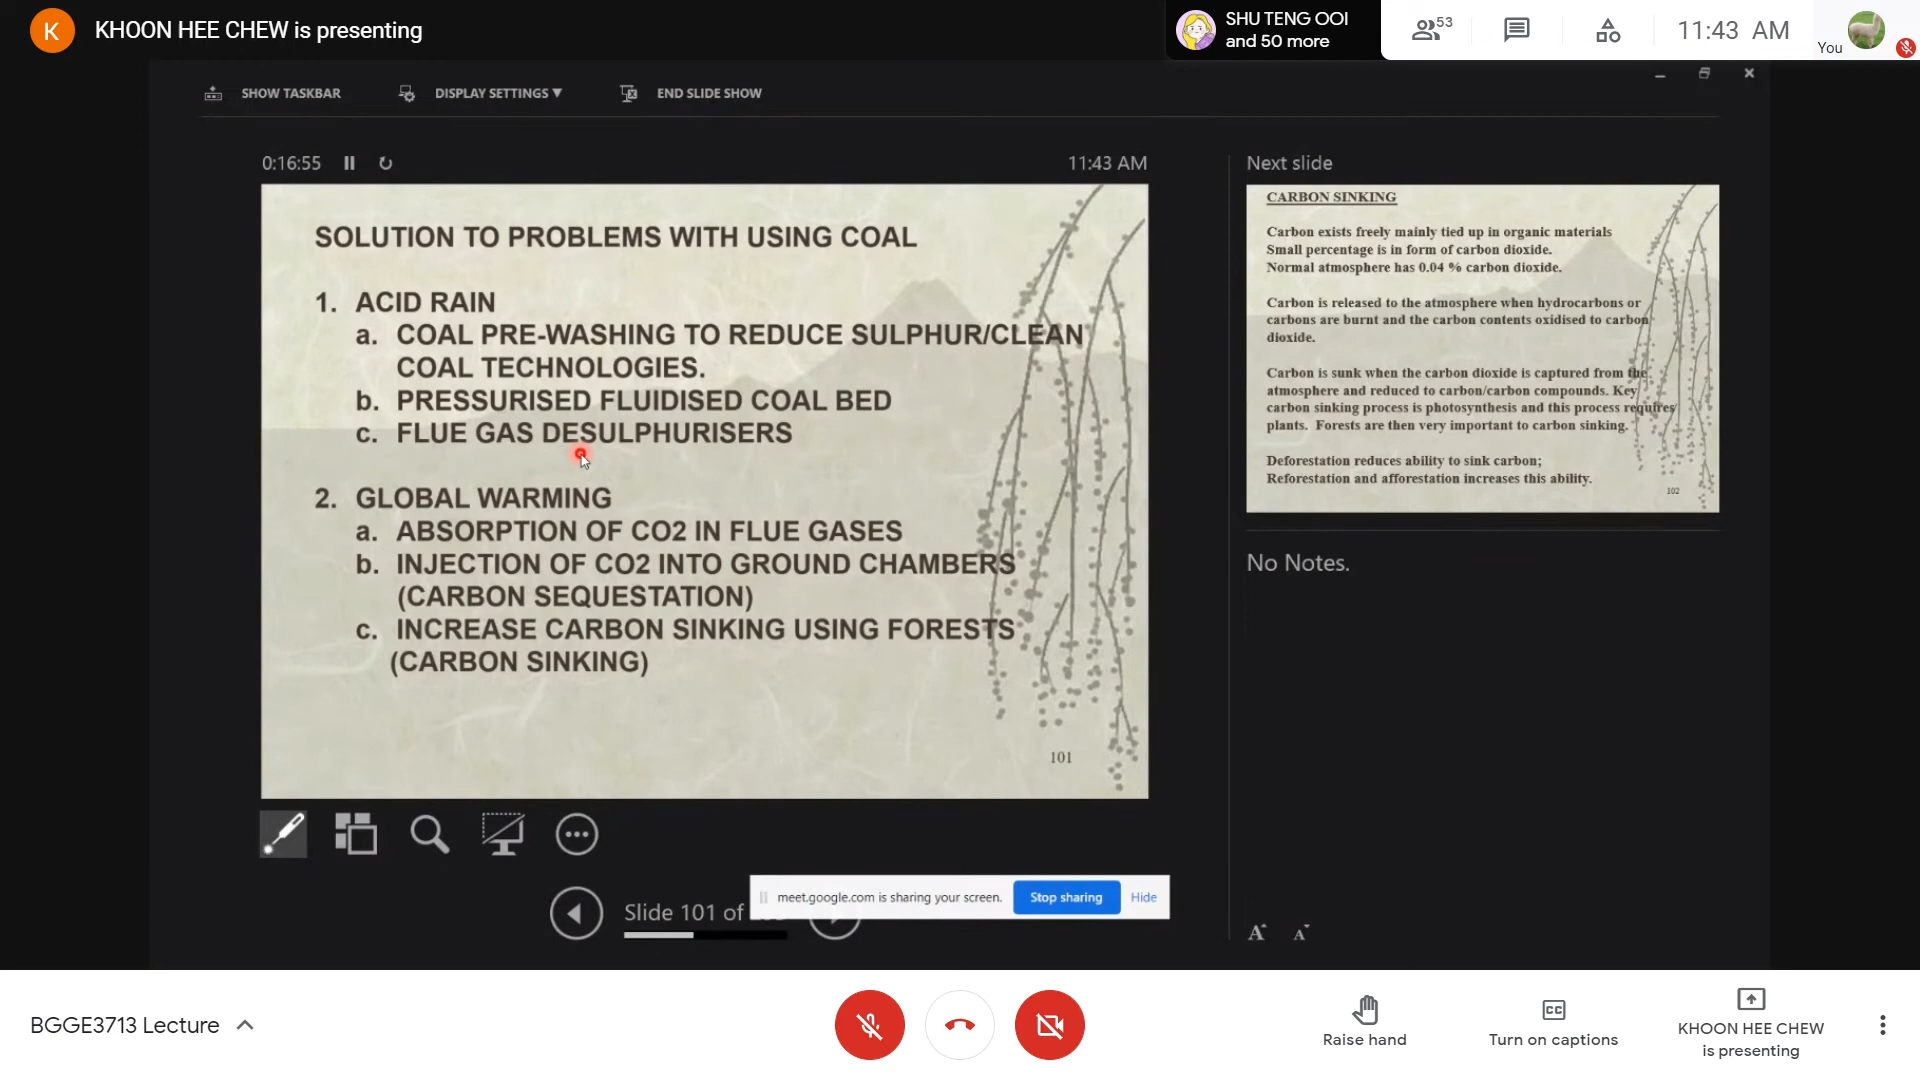 K
KHOON HEE CHEW is presenting
SHU TENG OOI
and 50 more
53
11:43 AM
You
SHOW TASKBAR
DISPLAY SETTINGS ▼
END SLIDE SHOW
0:16:55
11:43 AM
SOLUTION TO PROBLEMS WITH USING COAL
1. ACID RAIN
a. COAL PRE-WASHING TO REDUCE SULPHUR/CLEAN
COAL TECHNOLOGIES.
b. PRESSURISED FLUIDISED COAL BED
c. FLUE GAS DESULPHURISERS
2. GLOBAL WARMING
a. ABSORPTION OF CO2 IN FLUE GASES
b. INJECTION OF CO2 INTO GROUND CHAMBERS
(CARBON SEQUESTATION)
c. INCREASE CARBON SINKING USING FORESTS
(CARBON SINKING)
101
Next slide
CARBON SINKING
Carbon exists freely mainly tied up in organic materials
Small percentage is in form of carbon dioxide.
Normal atmosphere has 0.04 % carbon dioxide.
Carbon is released to the atmosphere when hydrocarbons or
carbons are burnt and the carbon contents oxidised to carbon
dioxide.
Carbon is sunk when the carbon dioxide is captured from the
atmosphere and reduced to carbon/carbon compounds. Key
carbon sinking process is photosynthesis and this process requires
plants. Forests are then very important to carbon sinking.
Deforestation reduces ability to sink carbon;
Reforestation and afforestation increases this ability.
102
No Notes.
Slide 101 of
meet.google.com is sharing your screen.
Stop sharing
Hide
A
A
BGGE3713 Lecture
Raise hand
CC
Turn on captions
KHOON HEE CHEW
is presenting